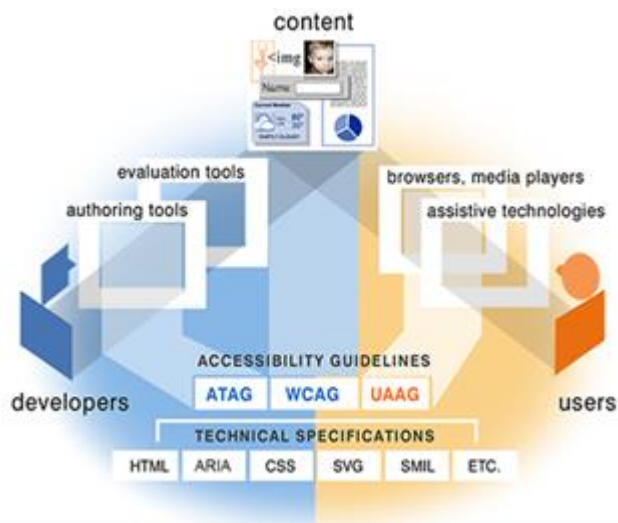 content
<img
Name
evaluation tools
authoring tools
browsers, media players
assistive technologies
developers
users
ACCESSIBILITY GUIDELINES
ATAG WCAG UAAG
TECHNICAL SPECIFICATIONS
HTML ARIA CSS SVG SMIL ETC.